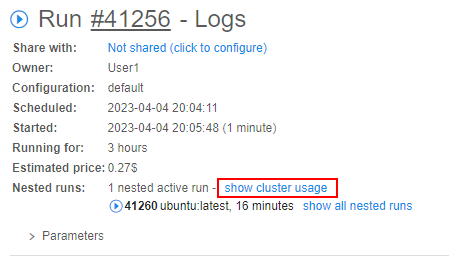 Run #41256 - Logs
Share with: Not shared (click to configure)
Owner: User1
Configuration: default
Scheduled: 2023-04-04 20:04:11
Started: 2023-04-04 20:05:48 (1 minute)
Running for: 3 hours
Estimated price: 0.27$
Nested runs: 1 nested active run - show cluster usage
41260 ubuntu:latest, 16 minutes show all nested runs
Parameters